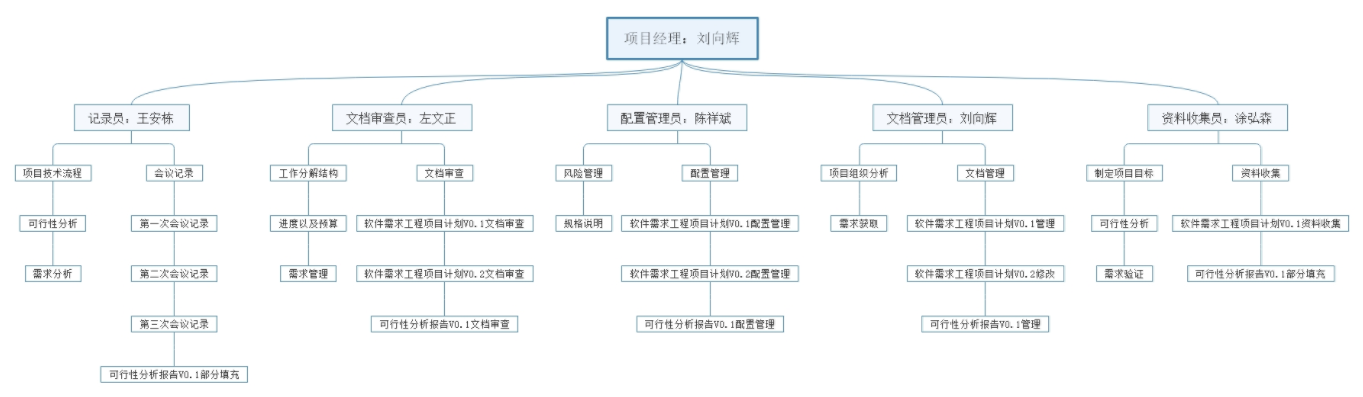 项目经理：刘向辉
记录员：王安栋
文档审查员：左文正
配置管理员：陈祥斌
文档管理员：刘向辉
资料收集员：涂弘森
项目技术流程
会议记录
工作分解结构
文档审查
风险管理
配置管理
项目组织分析
文档管理
制定项目目标
资料收集
可行性分析
第一次会议记录
进度以及预算
软件需求工程项目计划V0.1文档审查
规格说明
软件需求工程项目计划V0.1配置管理
需求获取
软件需求工程项目计划V0.1管理
可行性分析
软件需求工程项目计划V0.1资料收集
需求分析
第二次会议记录
需求管理
软件需求工程项目计划V0.2文档审查
软件需求工程项目计划V0.2配置管理
软件需求工程项目计划V0.2修改
需求验证
可行性分析报告V0.1部分填充
第三次会议记录
可行性分析报告V0.1文档审查
可行性分析报告V0.1配置管理
可行性分析报告V0.1管理
可行性分析报告V0.1部分填充